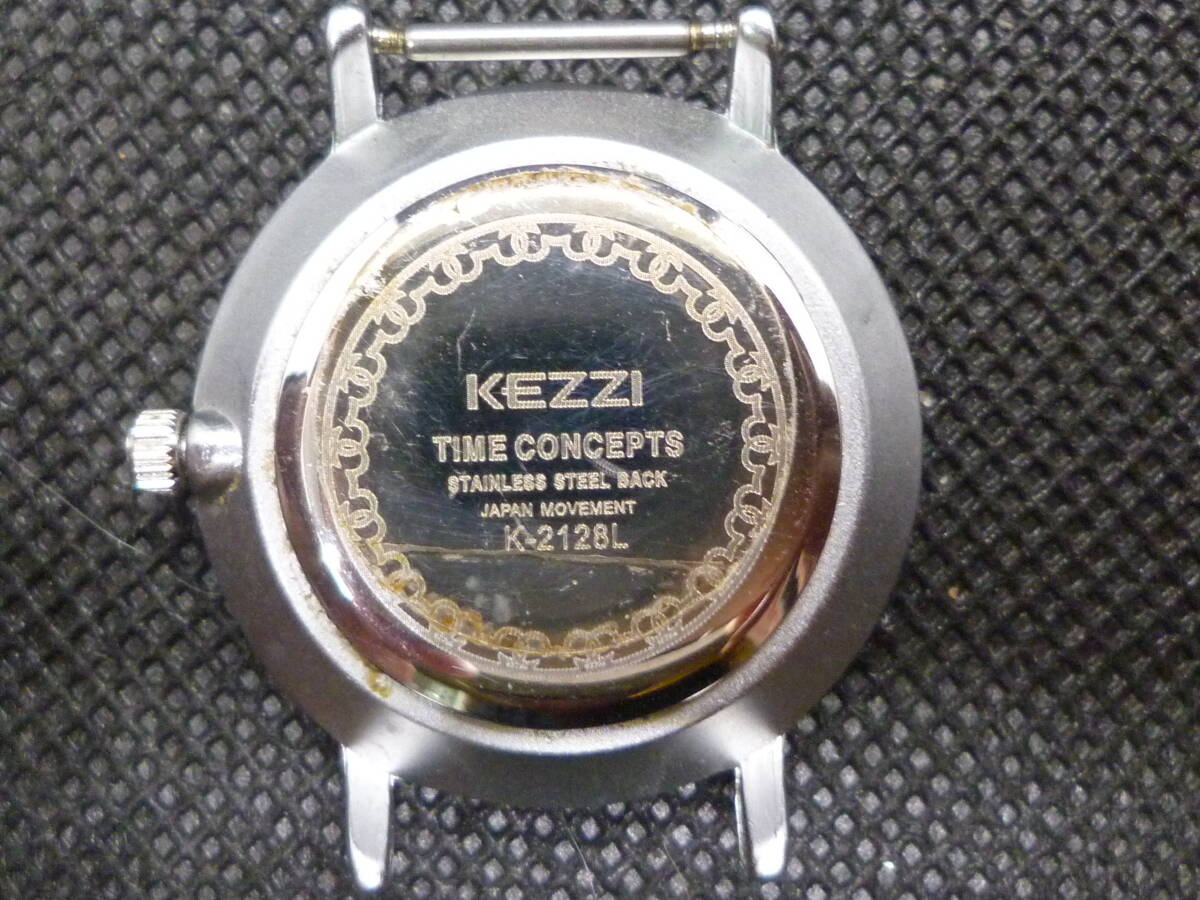 KEZZI
TIME CONCEPTS
STAINLESS STEEL BACK
JAPAN MOVEMENT
K-2128L